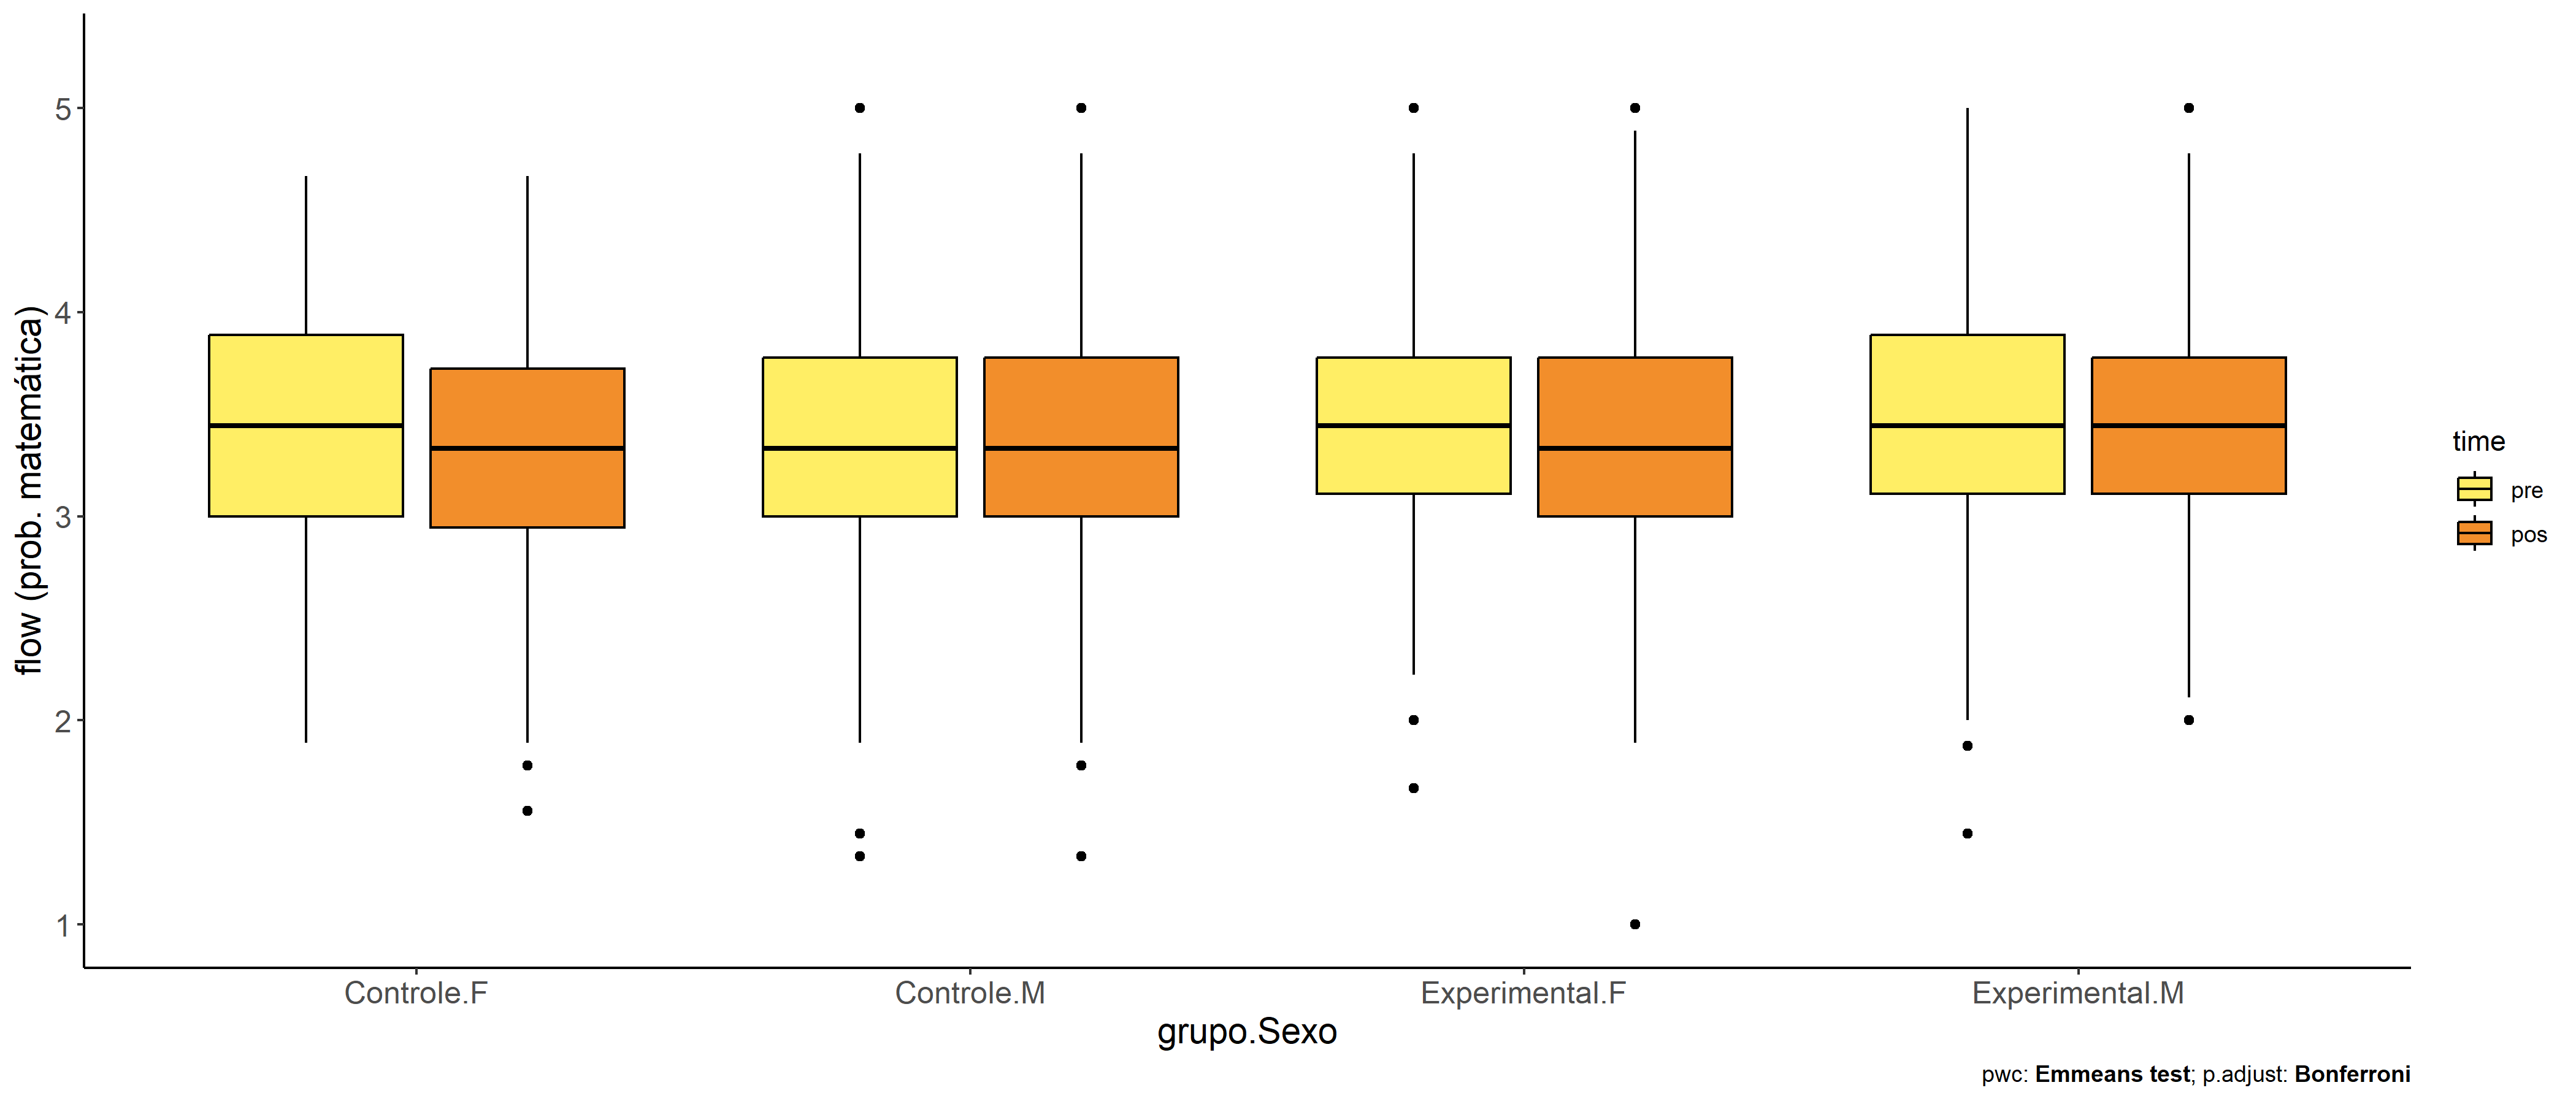 flow (prob. matemática)
5
4
3
2
1
Controle.F
Controle.M
Experimental.F
Experimental.M
grupo.Sexo
time
pre
pos
pwc: Emmeans test; p.adjust: Bonferroni